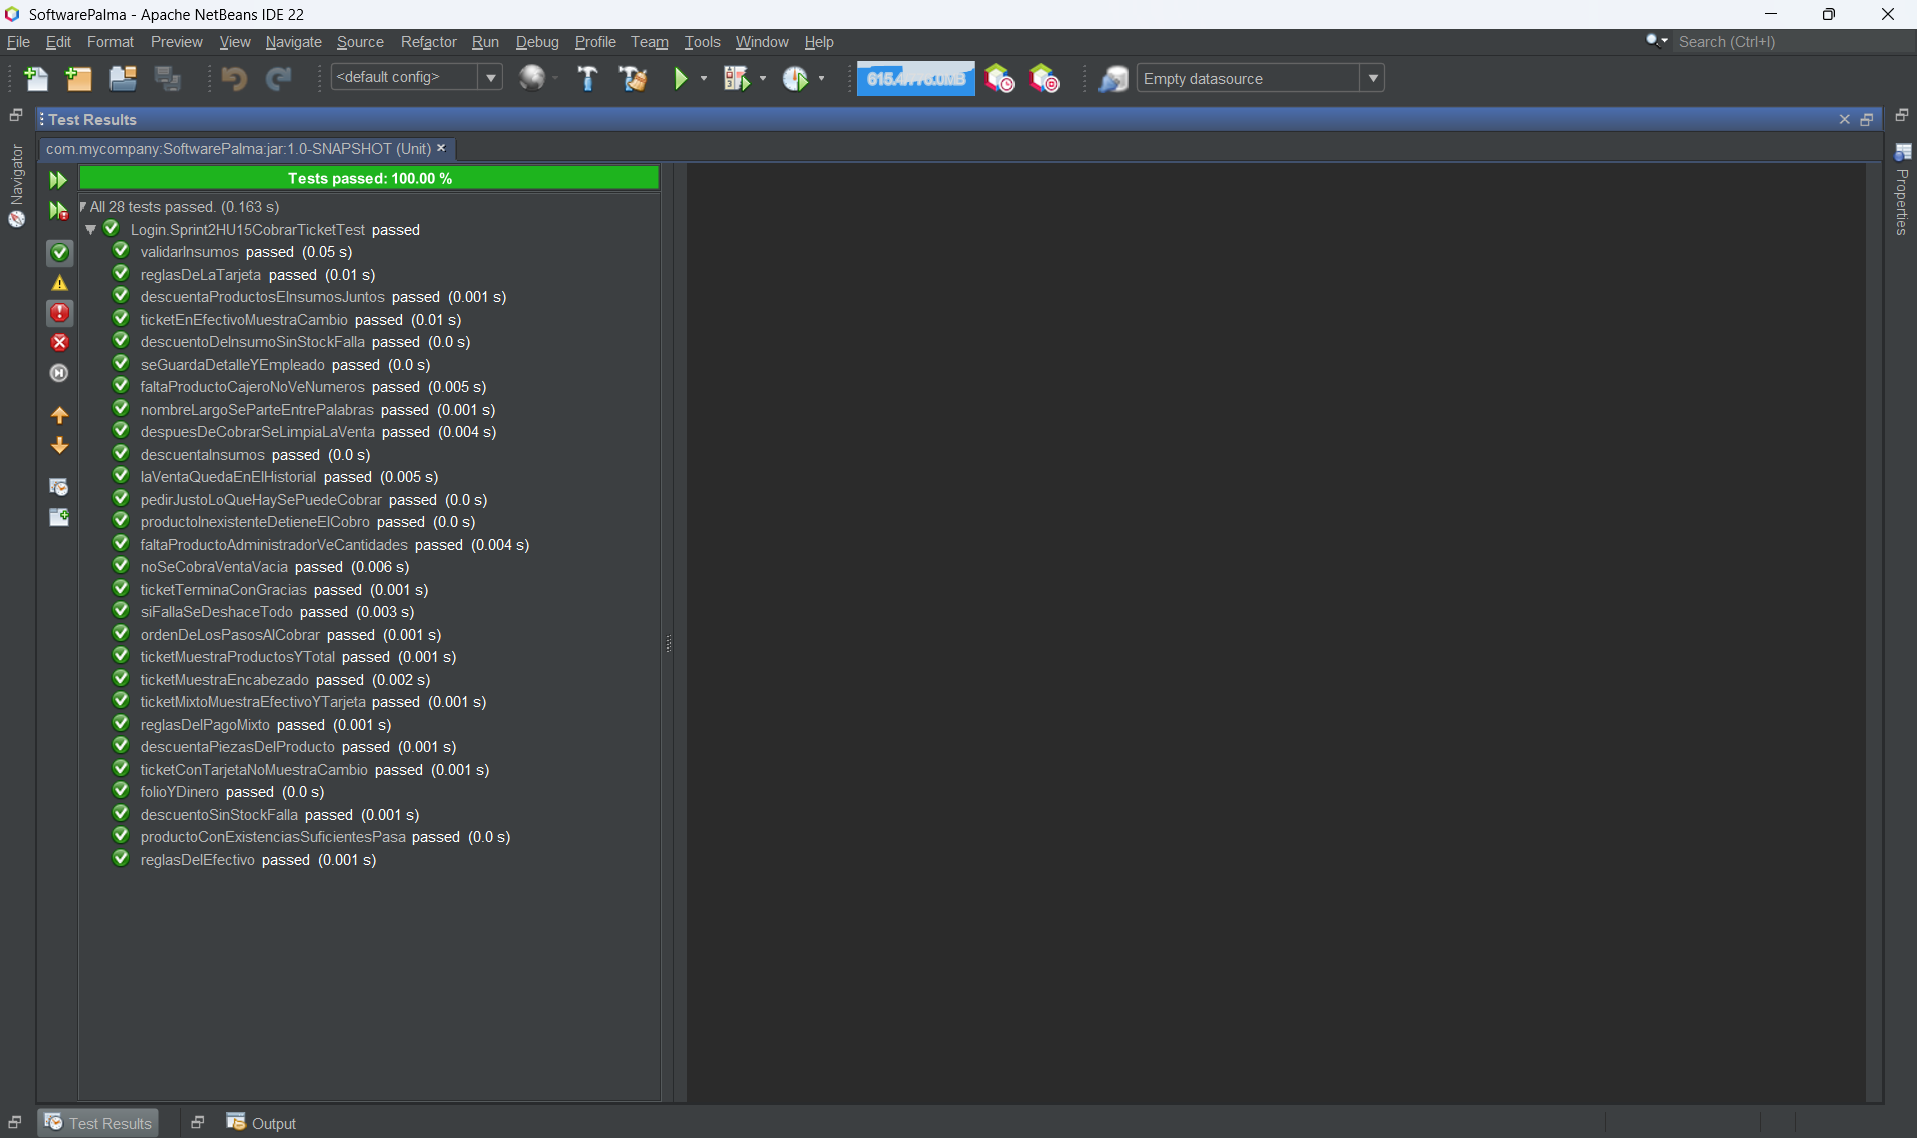 SoftwarePalma - Apache NetBeans IDE 22
File Edit Format Preview View Navigate Source Refactor Run Debug Profile Team Tools Window Help
Search (Ctrl+I)
<default config>
Empty datasource
Test Results
com.mycompany:SoftwarePalma:jar:1.0-SNAPSHOT (Unit)
Navigator
Properties
Tests passed: 100.00 %
All 28 tests passed. (0.163 s)
Login.Sprint2HU15CobrarTicketTest passed
validarInsumos passed (0.05 s)
reglasDeLaTarjeta passed (0.01 s)
descuentaProductosEInsumosJuntos passed (0.001 s)
ticketEnEfectivoMuestraCambio passed (0.01 s)
descuentoDeInsumoSinStockFalla passed (0.0 s)
seGuardaDetalleYEmpleado passed (0.0 s)
faltaProductoCajeroNoVeNumeros passed (0.005 s)
nombreLargoSeParteEntrePalabras passed (0.001 s)
despuesDeCobrarSeLimpiaLaVenta passed (0.004 s)
descuentaInsumos passed (0.0 s)
laVentaQuedaEnElHistorial passed (0.005 s)
pedirJustoLoQueHaySePuedeCobrar passed (0.0 s)
productoInexistenteDetieneElCobro passed (0.0 s)
faltaProductoAdministradorVeCantidades passed (0.004 s)
noSeCobraVentaVacia passed (0.006 s)
ticketTerminaConGracias passed (0.001 s)
siFallaSeDeshaceTodo passed (0.003 s)
ordenDeLosPasosAlCobrar passed (0.001 s)
ticketMuestraProductosYTotal passed (0.001 s)
ticketMuestraEncabezado passed (0.002 s)
ticketMixtoMuestraEfectivoYTarjeta passed (0.001 s)
reglasDelPagoMixto passed (0.001 s)
descuentaPiezasDelProducto passed (0.001 s)
ticketConTarjetaNoMuestraCambio passed (0.001 s)
folioYDinero passed (0.0 s)
descuentoSinStockFalla passed (0.001 s)
productoConExistenciasSuficientesPasa passed (0.0 s)
reglasDelEfectivo passed (0.001 s)
Test Results
Output